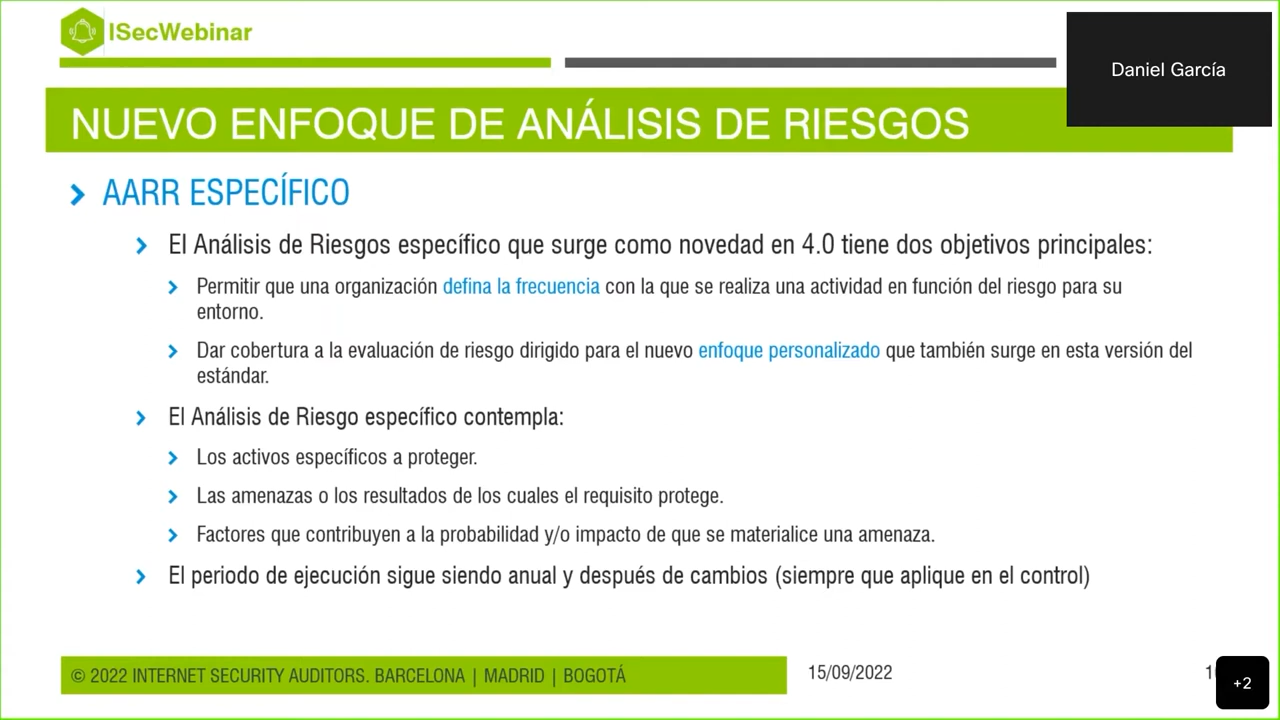 ISecWebinar
Daniel García
NUEVO ENFOQUE DE ANÁLISIS DE RIESGOS
AARR ESPECÍFICO
El Análisis de Riesgos específico que surge como novedad en 4.0 tiene dos objetivos principales:
Permitir que una organización defina la frecuencia con la que se realiza una actividad en función del riesgo para su
entorno.
Dar cobertura a la evaluación de riesgo dirigido para el nuevo enfoque personalizado que también surge en esta versión del
estándar.
El Análisis de Riesgo específico contempla:
Los activos específicos a proteger.
Las amenazas o los resultados de los cuales el requisito protege.
Factores que contribuyen a la probabilidad y/o impacto de que se materialice una amenaza.
El periodo de ejecución sigue siendo anual y después de cambios (siempre que aplique en el control)
© 2022 INTERNET SECURITY AUDITORS. BARCELONA | MADRID | BOGOTÁ
15/09/2022
+2